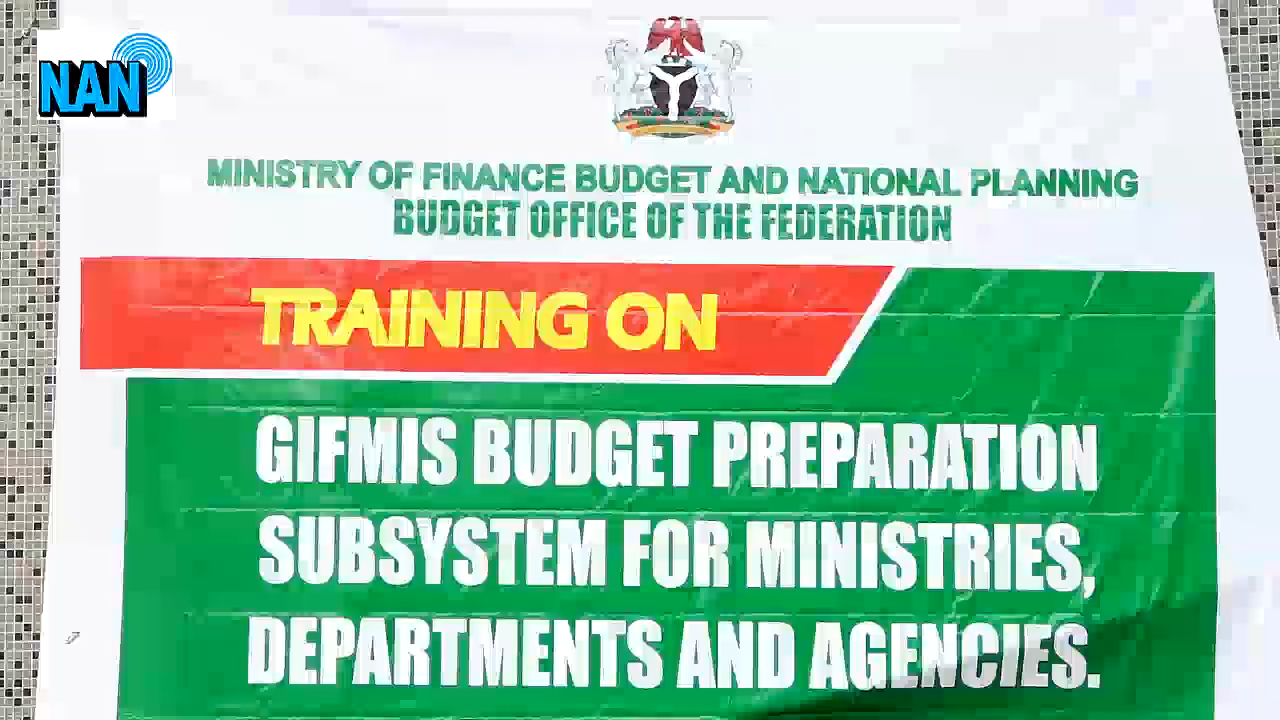 NAN
MINISTRY OF FINANCE BUDGET AND NATIONAL PLANNING
BUDGET OFFICE OF THE FEDERATION
TRAINING ON
GIFMIS BUDGET PREPARATION
SUBSYSTEM FOR MINISTRIES,
DEPARTMENTS AND AGENCIES.